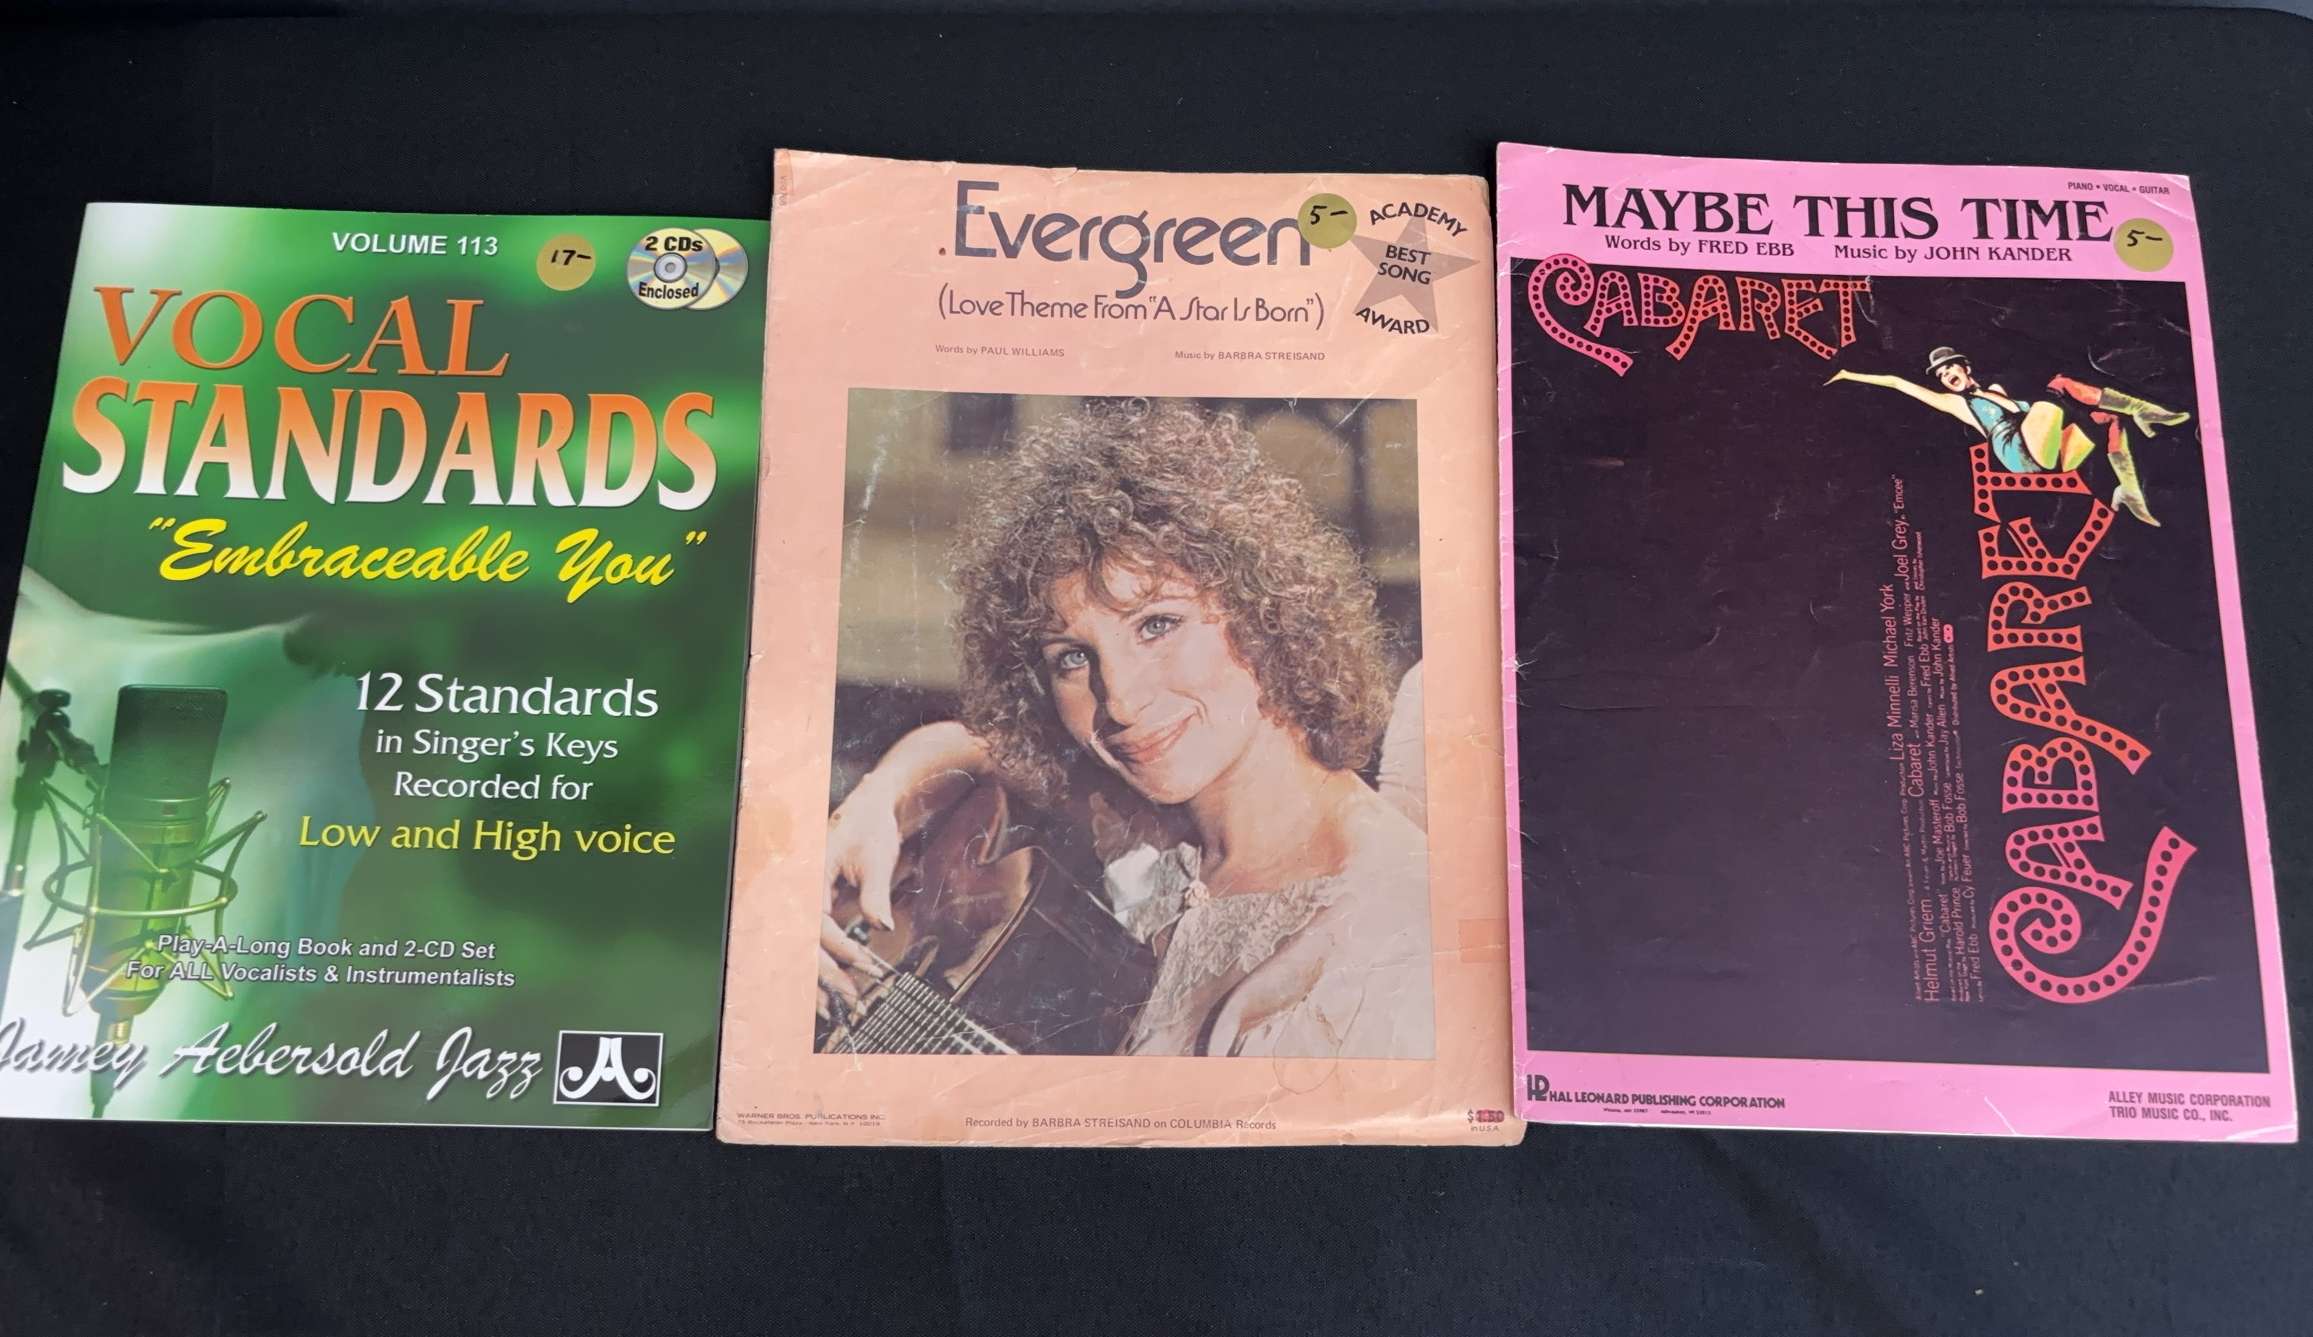 VOLUME 113
17-
2 CDs
Enclosed
VOCAL
STANDARDS
"Embraceable You"
12 Standards
in Singer's Keys
Recorded for
Low and High voice
Play-A-Long Book and 2-CD Set
For ALL Vocalists & Instrumentalists
Jamey Aebersold Jazz
Evergreen
5-
ACADEMY
BEST
SONG
AWARD
(Love Theme From "A Star Is Born")
Words by PAUL WILLIAMS
Music by BARBRA STREISAND
WARNER BROS. PUBLICATIONS INC.
Recorded by BARBRA STREISAND on COLUMBIA Records
$1.50
in U.S.A.
PIANO • VOCAL • GUITAR
MAYBE THIS TIME
5-
Words by FRED EBB Music by JOHN KANDER
CABARET
CABARET
Liza Minnelli Michael York
Helmut Griem
Joel Grey "Emcee"
HAL LEONARD PUBLISHING CORPORATION
ALLEY MUSIC CORPORATION
TRIO MUSIC CO., INC.